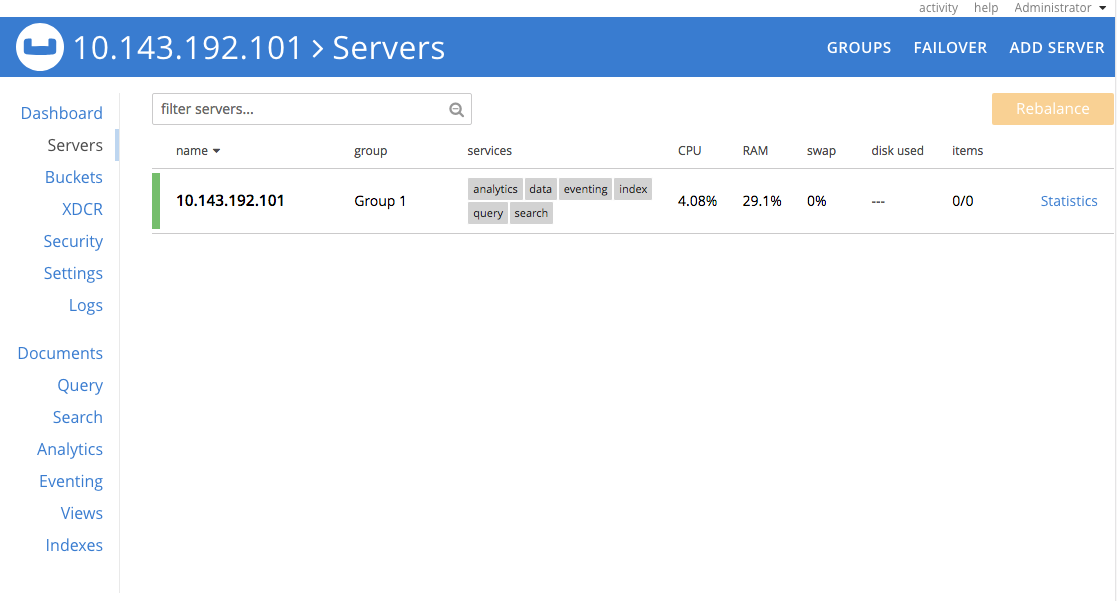 activity help Administrator
10.143.192.101 > Servers GROUPS FAILOVER ADD SERVER
Dashboard
Servers
Buckets
XDCR
Security
Settings
Logs
Documents
Query
Search
Analytics
Eventing
Views
Indexes
filter servers... Rebalance
name group services CPU RAM swap disk used items
10.143.192.101 Group 1 analytics data eventing index 4.08% 29.1% 0% --- 0/0 Statistics
query search